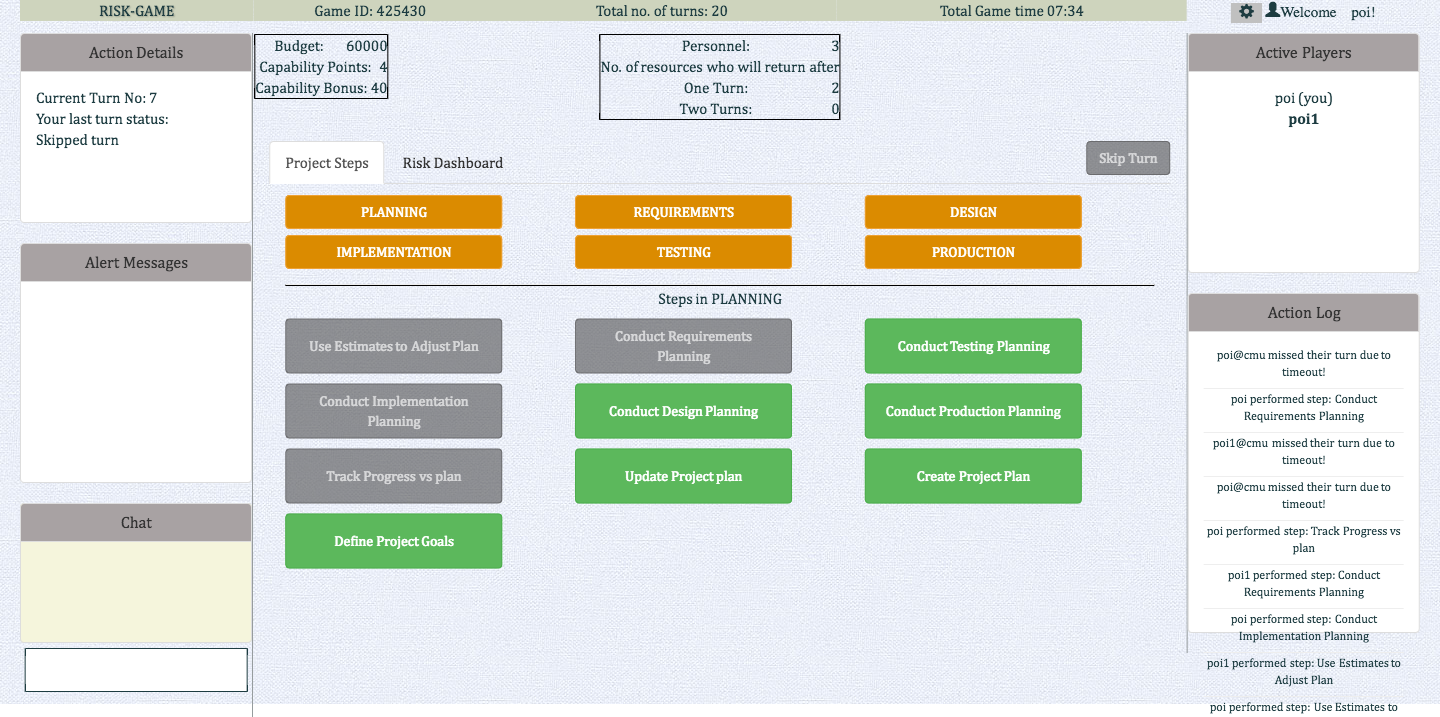 RISK-GAME
Game ID: 425430
Total no. of turns: 20
Total Game time 07:34
Welcome poi!
Action Details
Current Turn No: 7
Your last turn status:
Skipped turn
Alert Messages
Chat
Budget: 60000
Capability Points: 4
Capability Bonus: 40
Personnel: 3
No. of resources who will return after
One Turn: 2
Two Turns: 0
Project Steps
Risk Dashboard
Skip Turn
PLANNING
REQUIREMENTS
DESIGN
IMPLEMENTATION
TESTING
PRODUCTION
Steps in PLANNING
Use Estimates to Adjust Plan
Conduct Requirements
Planning
Conduct Testing Planning
Conduct Implementation
Planning
Conduct Design Planning
Conduct Production Planning
Track Progress vs plan
Update Project plan
Create Project Plan
Define Project Goals
Active Players
poi (you)
poi1
Action Log
poi@cmu missed their turn due to
timeout!
poi performed step: Conduct
Requirements Planning
poi1@cmu missed their turn due to
timeout!
poi@cmu missed their turn due to
timeout!
poi performed step: Track Progress vs
plan
poi1 performed step: Conduct
Requirements Planning
poi performed step: Conduct
Implementation Planning
poi1 performed step: Use Estimates to
Adjust Plan
poi performed step: Use Estimates to